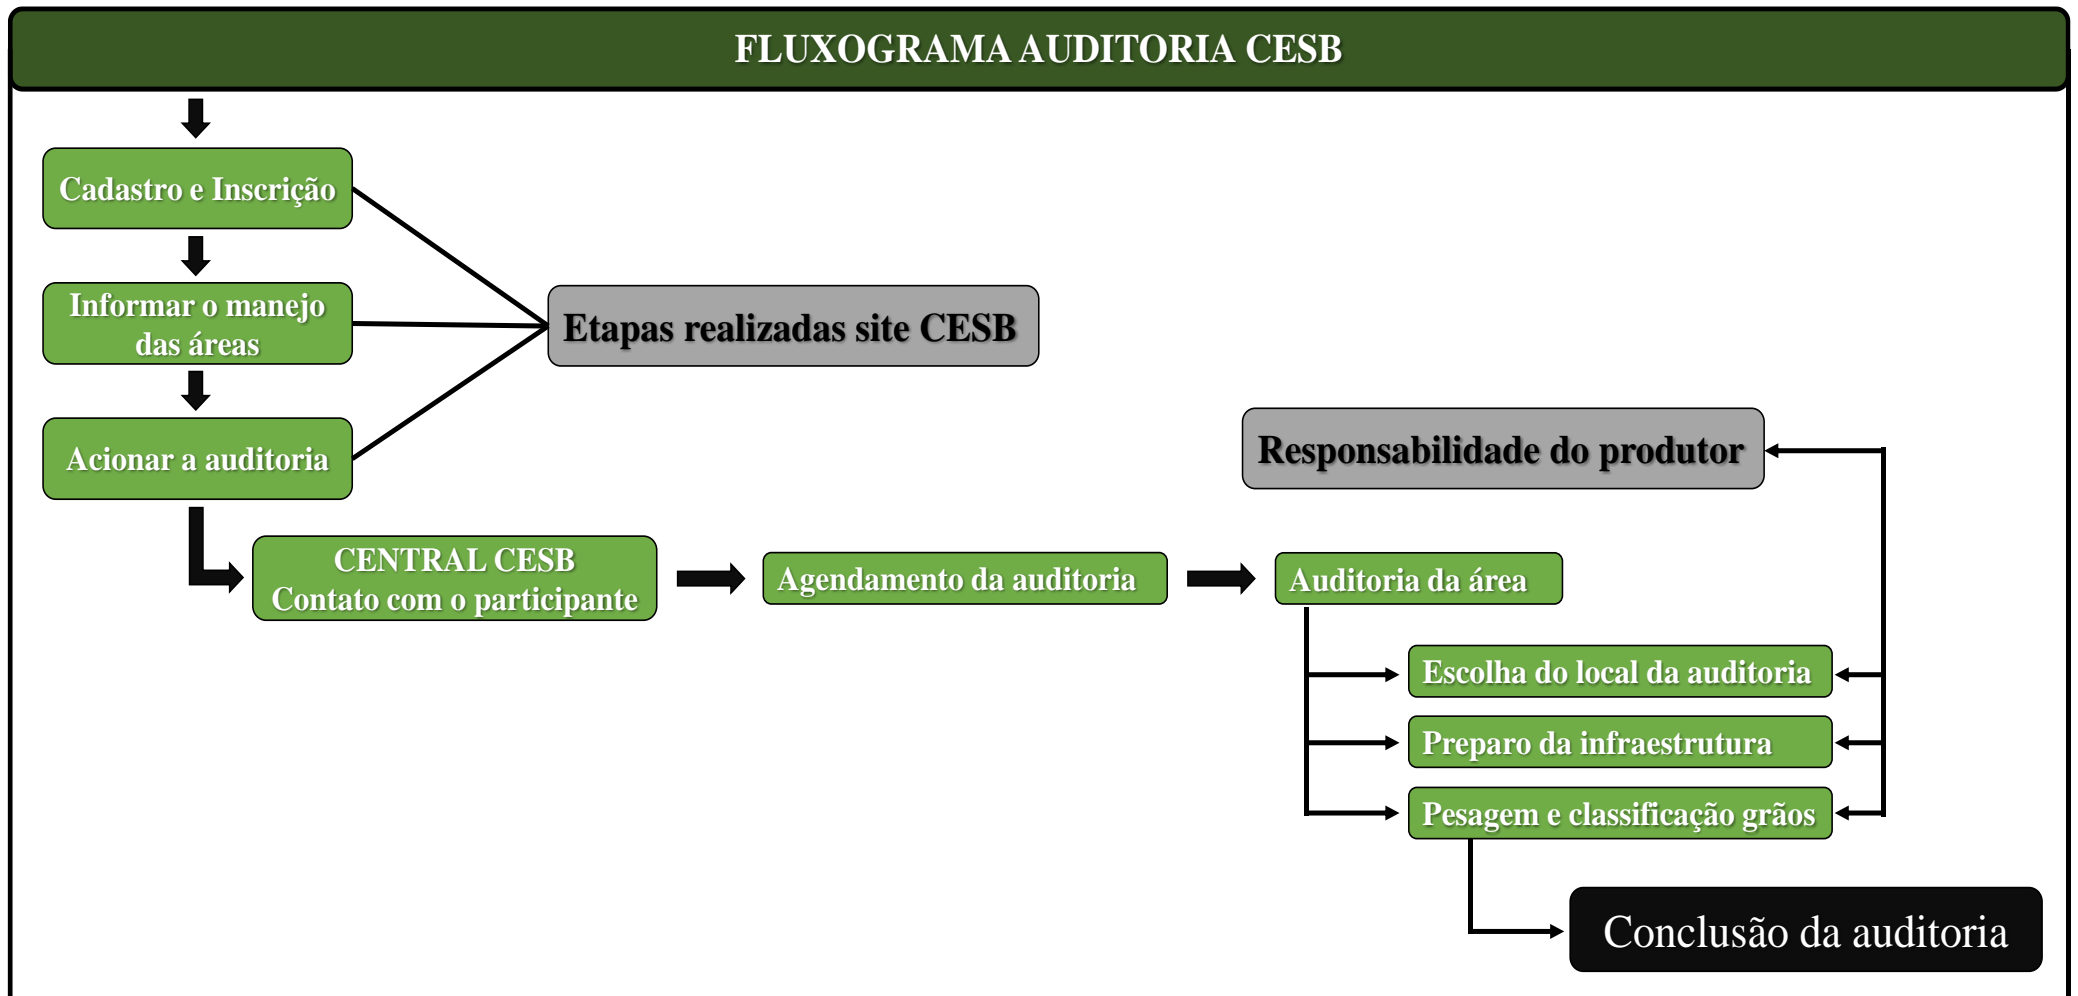 FLUXOGRAMA AUDITORIA CESB
Cadastro e Inscrição
Informar o manejo
das áreas
Etapas realizadas site CESB
Acionar a auditoria
Responsabilidade do produtor
CENTRAL CESB
Contato com o participante
Agendamento da auditoria
Auditoria da área
Escolha do local da auditoria
Preparo da infraestrutura
Pesagem e classificação grãos
Conclusão da auditoria